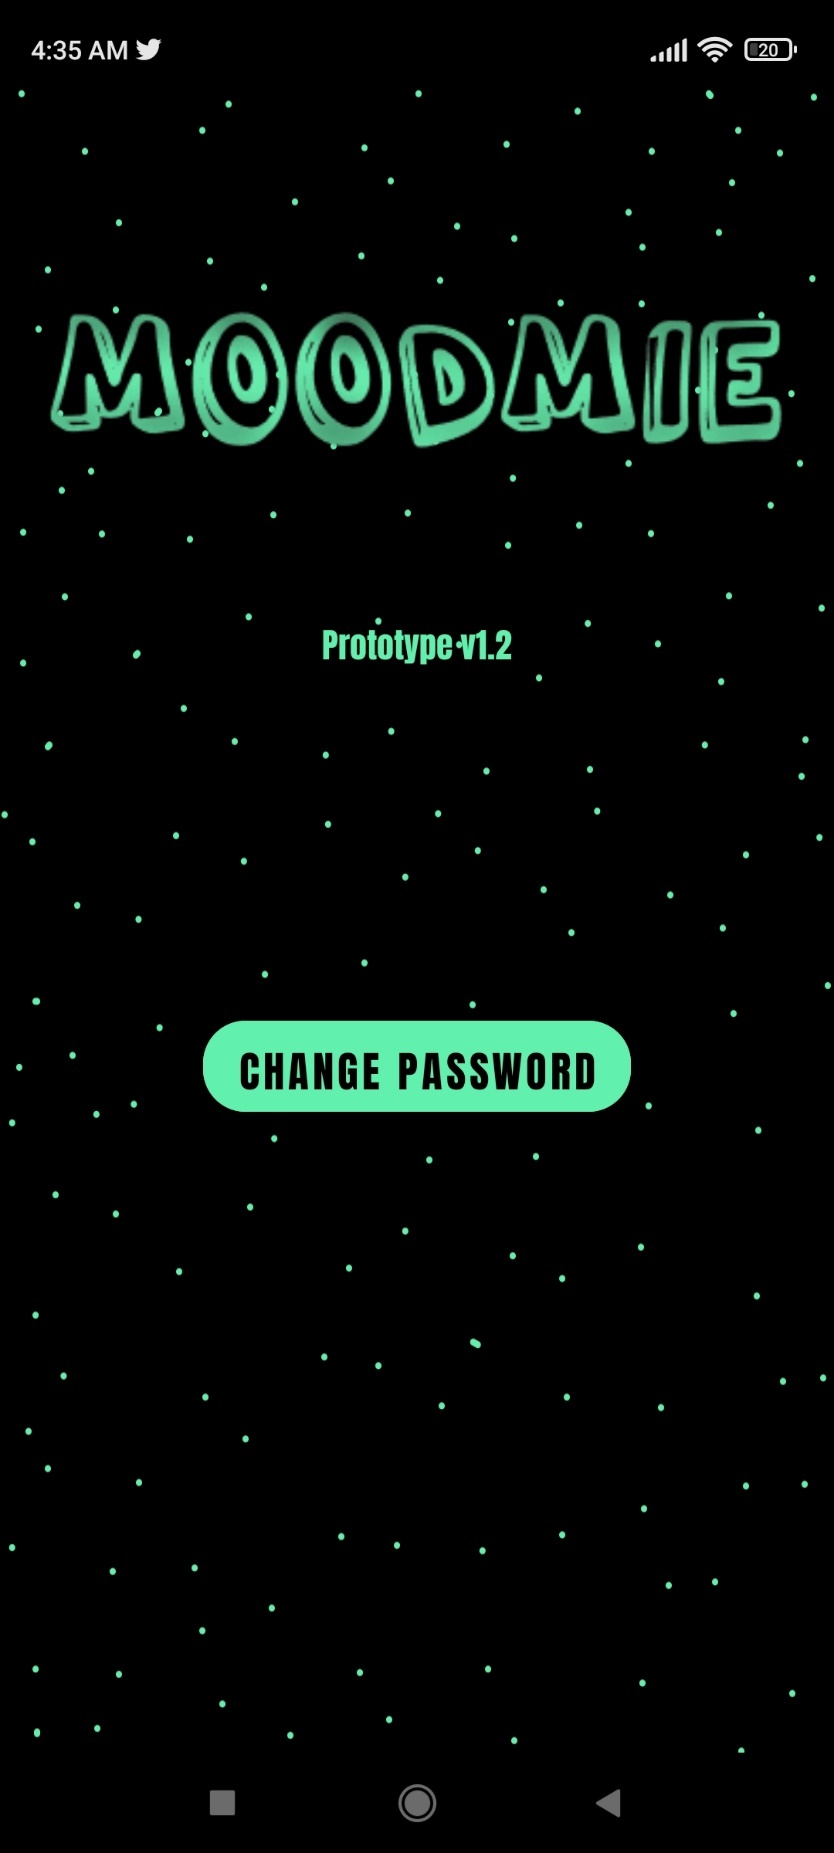 4:35 AM
20
MOODMIE
Prototype v1.2
CHANGE PASSWORD